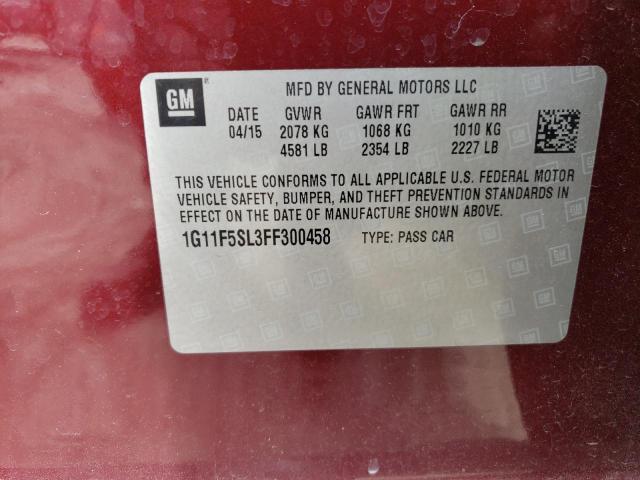 GM
MFD BY GENERAL MOTORS LLC
DATE GVWR GAWR FRT GAWR RR
04/15 2078 KG 1068 KG 1010 KG
4581 LB 2354 LB 2227 LB
THIS VEHICLE CONFORMS TO ALL APPLICABLE U.S. FEDERAL MOTOR
VEHICLE SAFETY, BUMPER, AND THEFT PREVENTION STANDARDS IN
EFFECT ON THE DATE OF MANUFACTURE SHOWN ABOVE.
1G11F5SL3FF300458 TYPE: PASS CAR